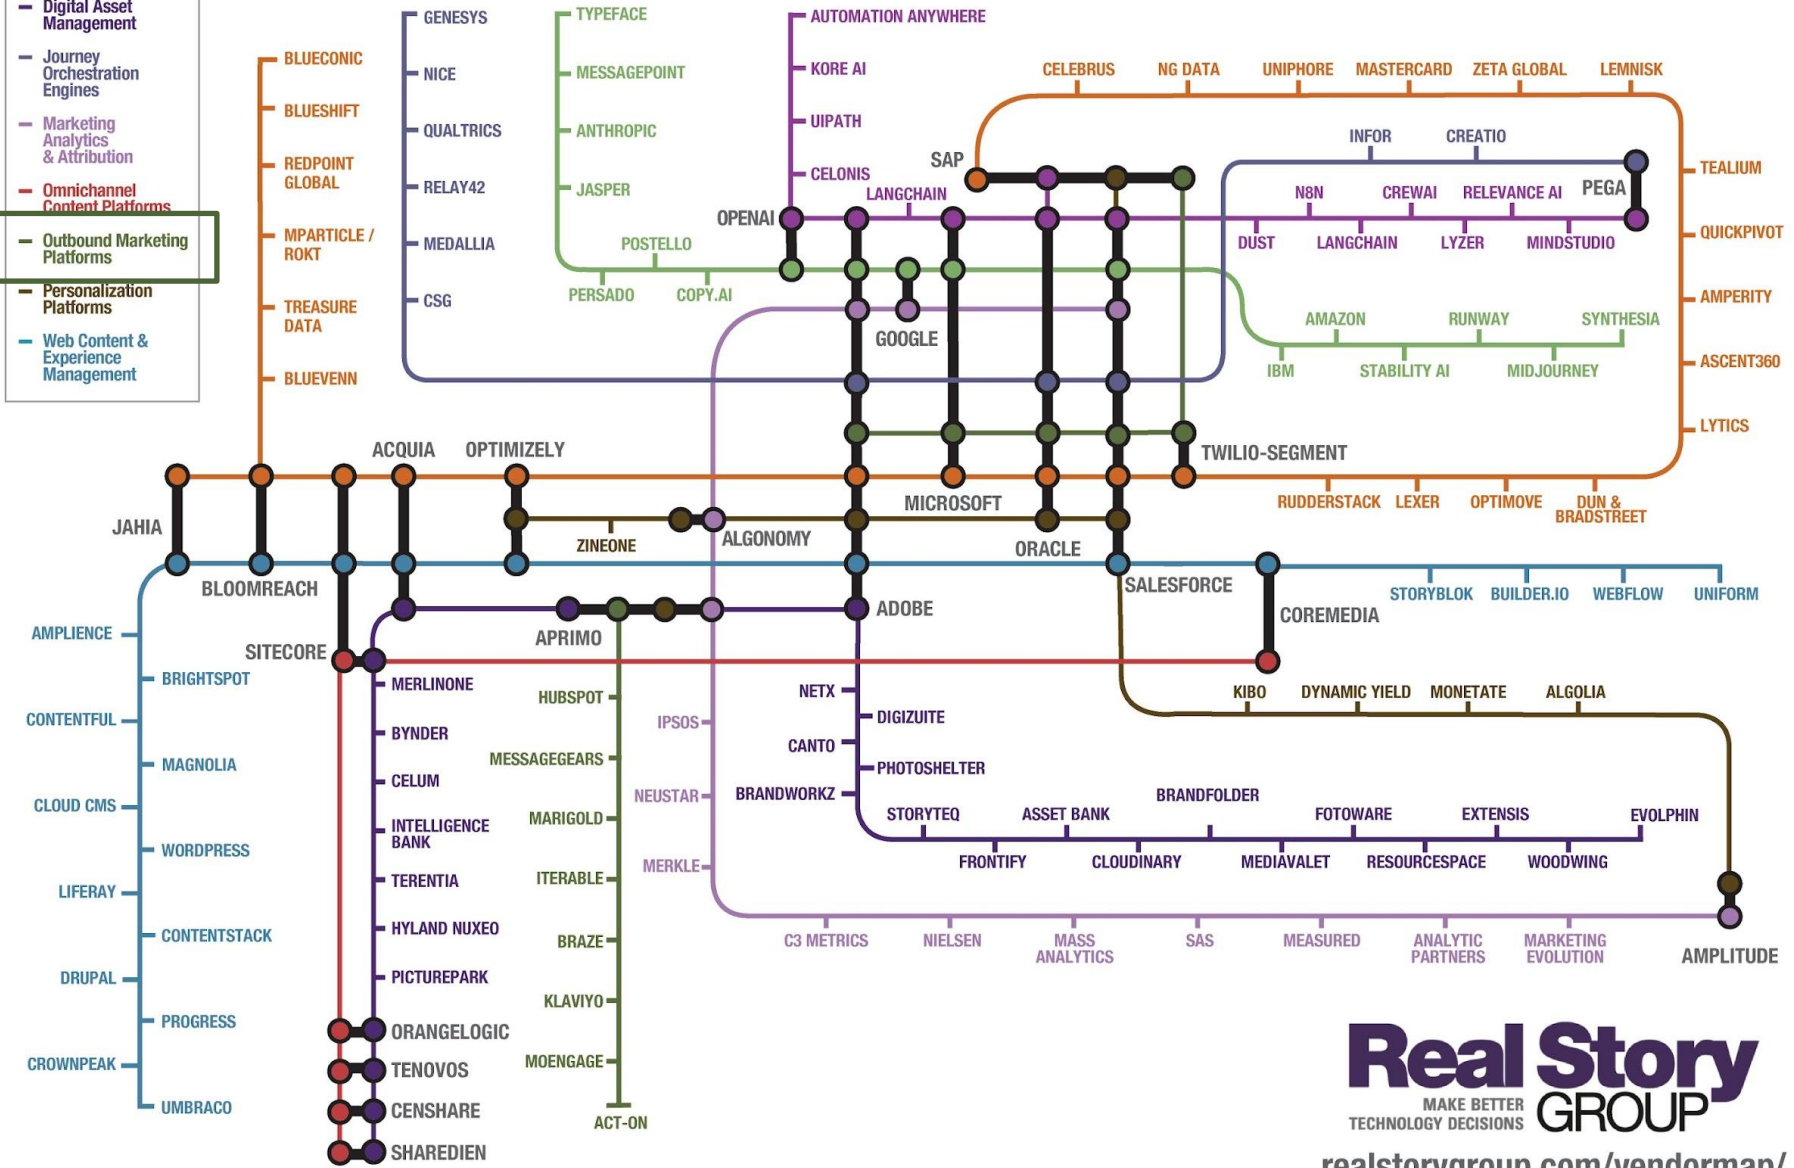 Digital Asset
Management
Journey
Orchestration
Engines
Marketing
Analytics
& Attribution
Omnichannel
Content Platforms
Outbound Marketing
Platforms
Personalization
Platforms
Web Content &
Experience
Management
BLUECONIC
BLUESHIFT
REDPOINT
GLOBAL
MPARTICLE /
ROKT
TREASURE
DATA
BLUEVENN
GENESYS
NICE
QUALTRICS
RELAY42
MEDALLIA
CSG
TYPEFACE
MESSAGEPOINT
ANTHROPIC
JASPER
POSTELLO
PERSADO
COPY.AI
AUTOMATION ANYWHERE
KORE AI
UIPATH
CELONIS
LANGCHAIN
OPENAI
SAP
GOOGLE
CELEBRUS
NG DATA
UNIPHORE
MASTERCARD
ZETA GLOBAL
LEMNISK
INFOR
CREATIO
PEGA
N8N
CREWAI
RELEVANCE AI
DUST
LANGCHAIN
LYZER
MINDSTUDIO
AMAZON
RUNWAY
SYNTHESIA
IBM
STABILITY AI
MIDJOURNEY
TEALIUM
QUICKPIVOT
AMPERITY
ASCENT360
LYTICS
ACQUIA
OPTIMIZELY
TWILIO-SEGMENT
MICROSOFT
RUDDERSTACK
LEXER
OPTIMOVE
DUN &
BRADSTREET
JAHIA
ZINEONE
ALGONOMY
ORACLE
BLOOMREACH
SALESFORCE
STORYBLOK
BUILDER.IO
WEBFLOW
UNIFORM
COREMEDIA
ADOBE
APRIMO
SITECORE
AMPLIENCE
BRIGHTSPOT
CONTENTFUL
MAGNOLIA
CLOUD CMS
WORDPRESS
LIFERAY
CONTENTSTACK
DRUPAL
PROGRESS
CROWNPEAK
UMBRACO
MERLINONE
BYNDER
CELUM
INTELLIGENCE
BANK
TERENTIA
HYLAND NUXEO
PICTUREPARK
ORANGELOGIC
TENOVOS
CENSHARE
SHAREDIEN
HUBSPOT
MESSAGEGEARS
MARIGOLD
ITERABLE
BRAZE
KLAVIYO
MOENGAGE
ACT-ON
IPSOS
NEUSTAR
MERKLE
NETX
DIGIZUITE
CANTO
PHOTOSHELTER
BRANDWORKZ
KIBO
DYNAMIC YIELD
MONETATE
ALGOLIA
STORYTEQ
ASSET BANK
BRANDFOLDER
FOTOWARE
EXTENSIS
EVOLPHIN
FRONTIFY
CLOUDINARY
MEDIAVALET
RESOURCESPACE
WOODWING
C3 METRICS
NIELSEN
MASS
ANALYTICS
SAS
MEASURED
ANALYTIC
PARTNERS
MARKETING
EVOLUTION
AMPLITUDE
Real Story
GROUP
MAKE BETTER
TECHNOLOGY DECISIONS
realstorygroup.com/vendormap/